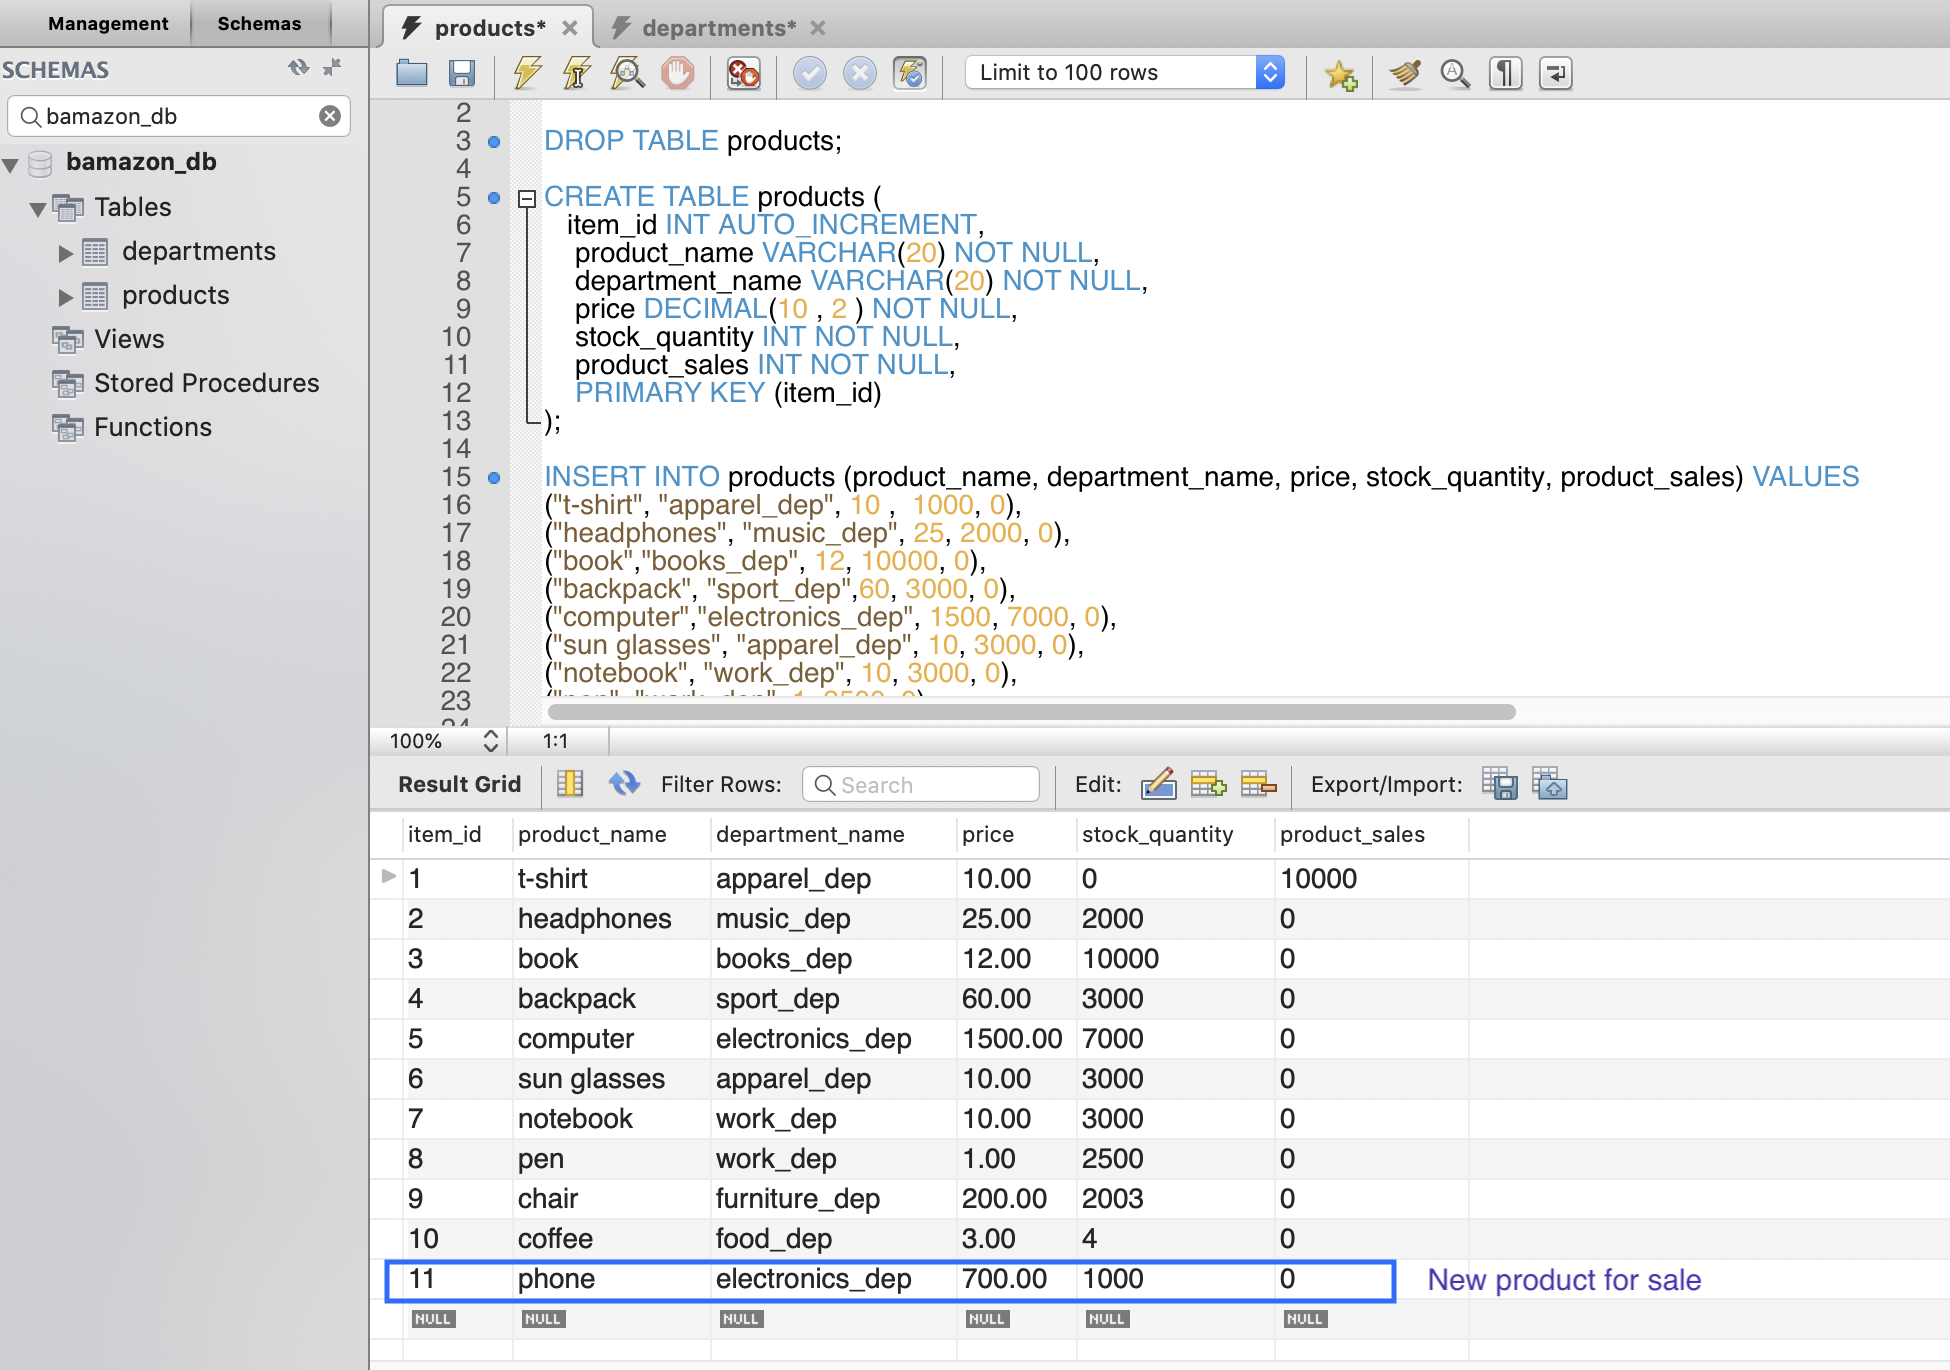 Management Schemas
SCHEMAS
bamazon_db
bamazon_db
Tables
departments
products
Views
Stored Procedures
Functions
products* departments*
Limit to 100 rows
2
3 DROP TABLE products;
4
5 CREATE TABLE products (
6 item_id INT AUTO_INCREMENT,
7 product_name VARCHAR(20) NOT NULL,
8 department_name VARCHAR(20) NOT NULL,
9 price DECIMAL(10 , 2 ) NOT NULL,
10 stock_quantity INT NOT NULL,
11 product_sales INT NOT NULL,
12 PRIMARY KEY (item_id)
13 );
14
15 INSERT INTO products (product_name, department_name, price, stock_quantity, product_sales) VALUES
16 ("t-shirt", "apparel_dep", 10 , 1000, 0),
17 ("headphones", "music_dep", 25, 2000, 0),
18 ("book","books_dep", 12, 10000, 0),
19 ("backpack", "sport_dep",60, 3000, 0),
20 ("computer","electronics_dep", 1500, 7000, 0),
21 ("sun glasses", "apparel_dep", 10, 3000, 0),
22 ("notebook", "work_dep", 10, 3000, 0),
23 ("pen", "work_dep", 1, 2500, 0)
24
100% 1:1
Result Grid Filter Rows: Search Edit: Export/Import:
item_id product_name department_name price stock_quantity product_sales
1 t-shirt apparel_dep 10.00 0 10000
2 headphones music_dep 25.00 2000 0
3 book books_dep 12.00 10000 0
4 backpack sport_dep 60.00 3000 0
5 computer electronics_dep 1500.00 7000 0
6 sun glasses apparel_dep 10.00 3000 0
7 notebook work_dep 10.00 3000 0
8 pen work_dep 1.00 2500 0
9 chair furniture_dep 200.00 2003 0
10 coffee food_dep 3.00 4 0
11 phone electronics_dep 700.00 1000 0 New product for sale
NULL NULL NULL NULL NULL NULL